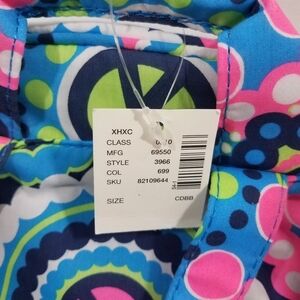 XHXC
CLASS
MFG 69550
STYLE 3966
COL 699
SKU 82109644
SIZE CDBB